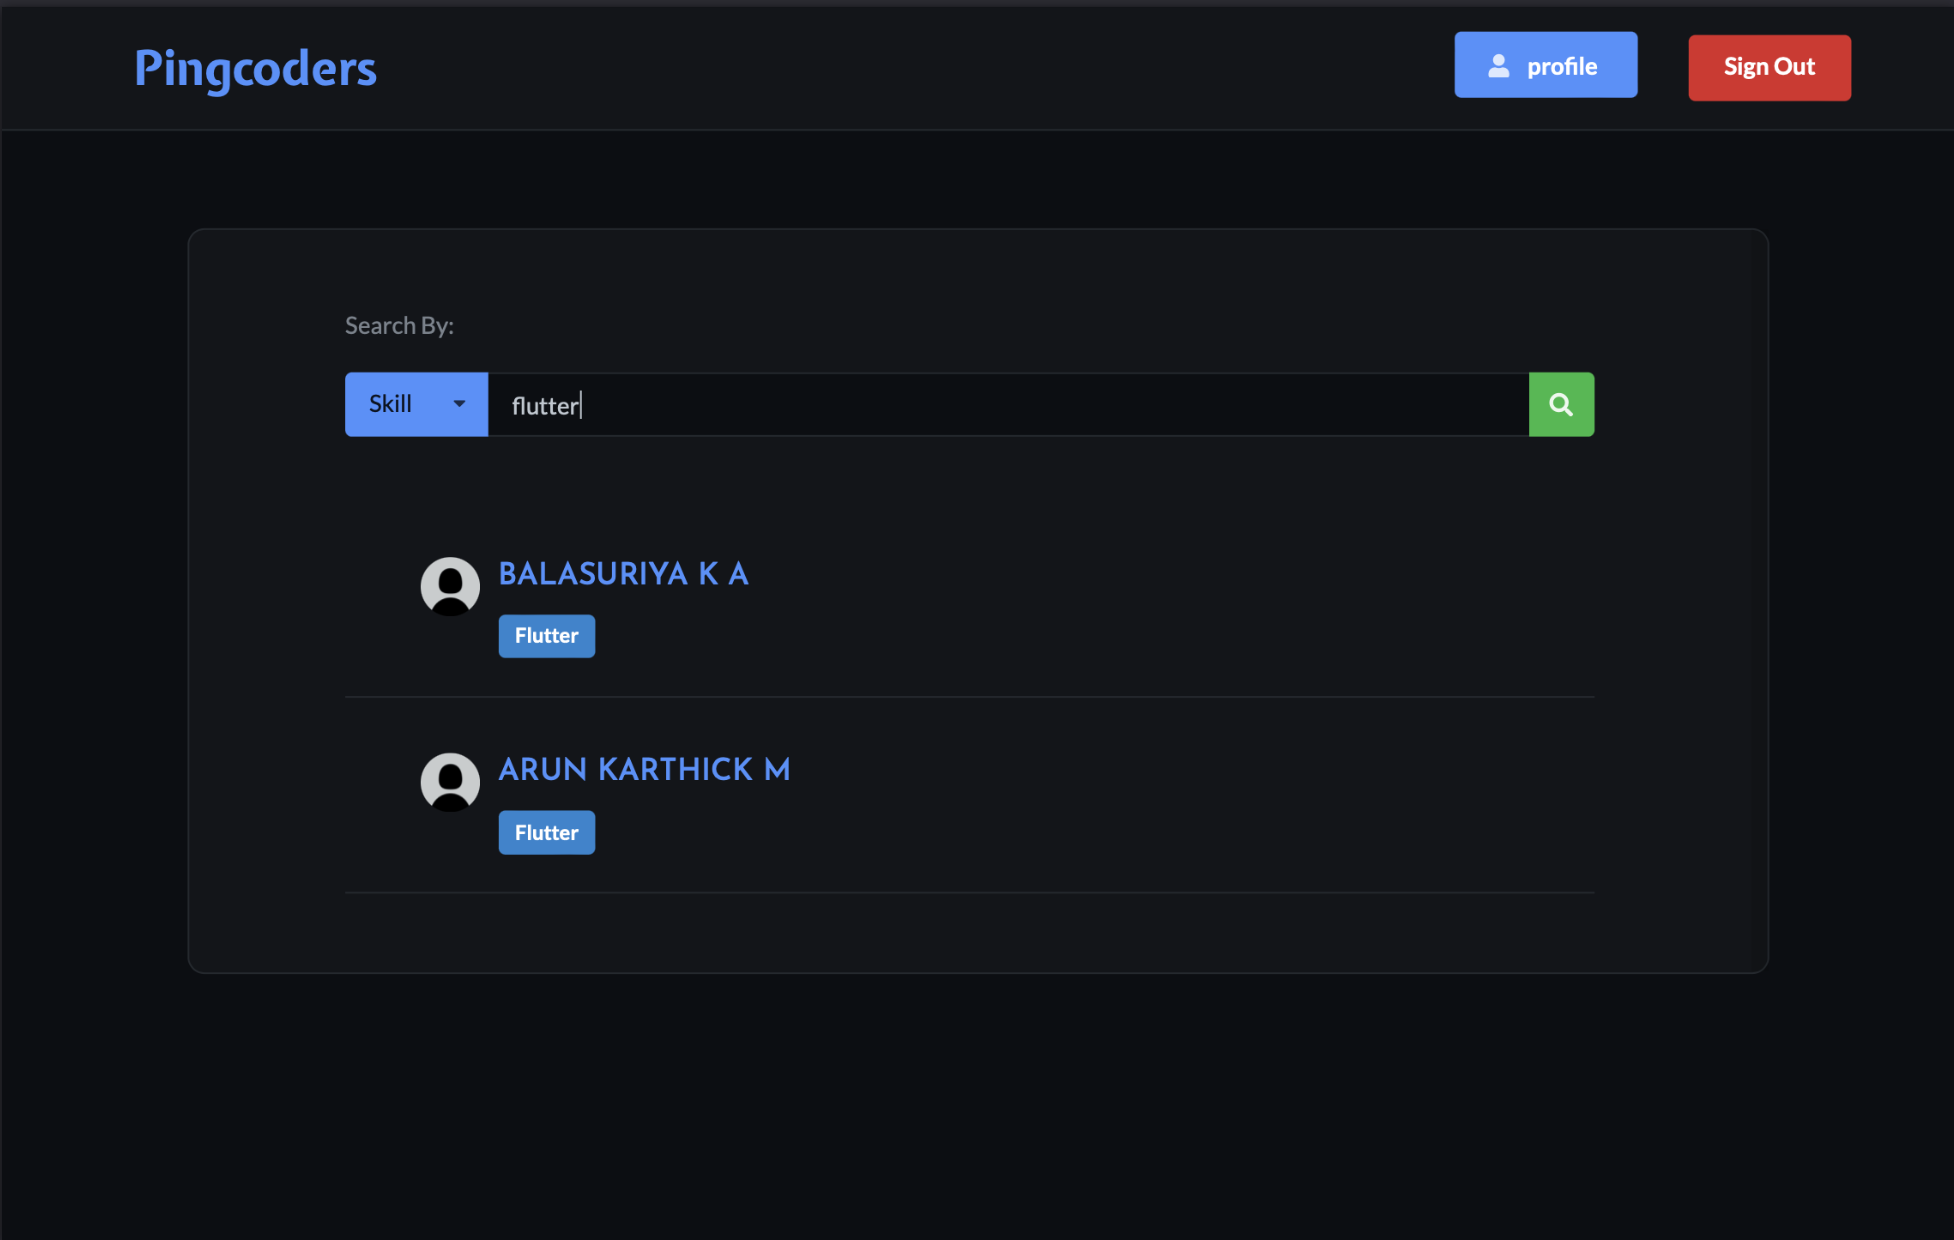 Pingcoders
profile
Sign Out
Search By:
Skill
flutter
BALASURIYA K A
Flutter
ARUN KARTHICK M
Flutter